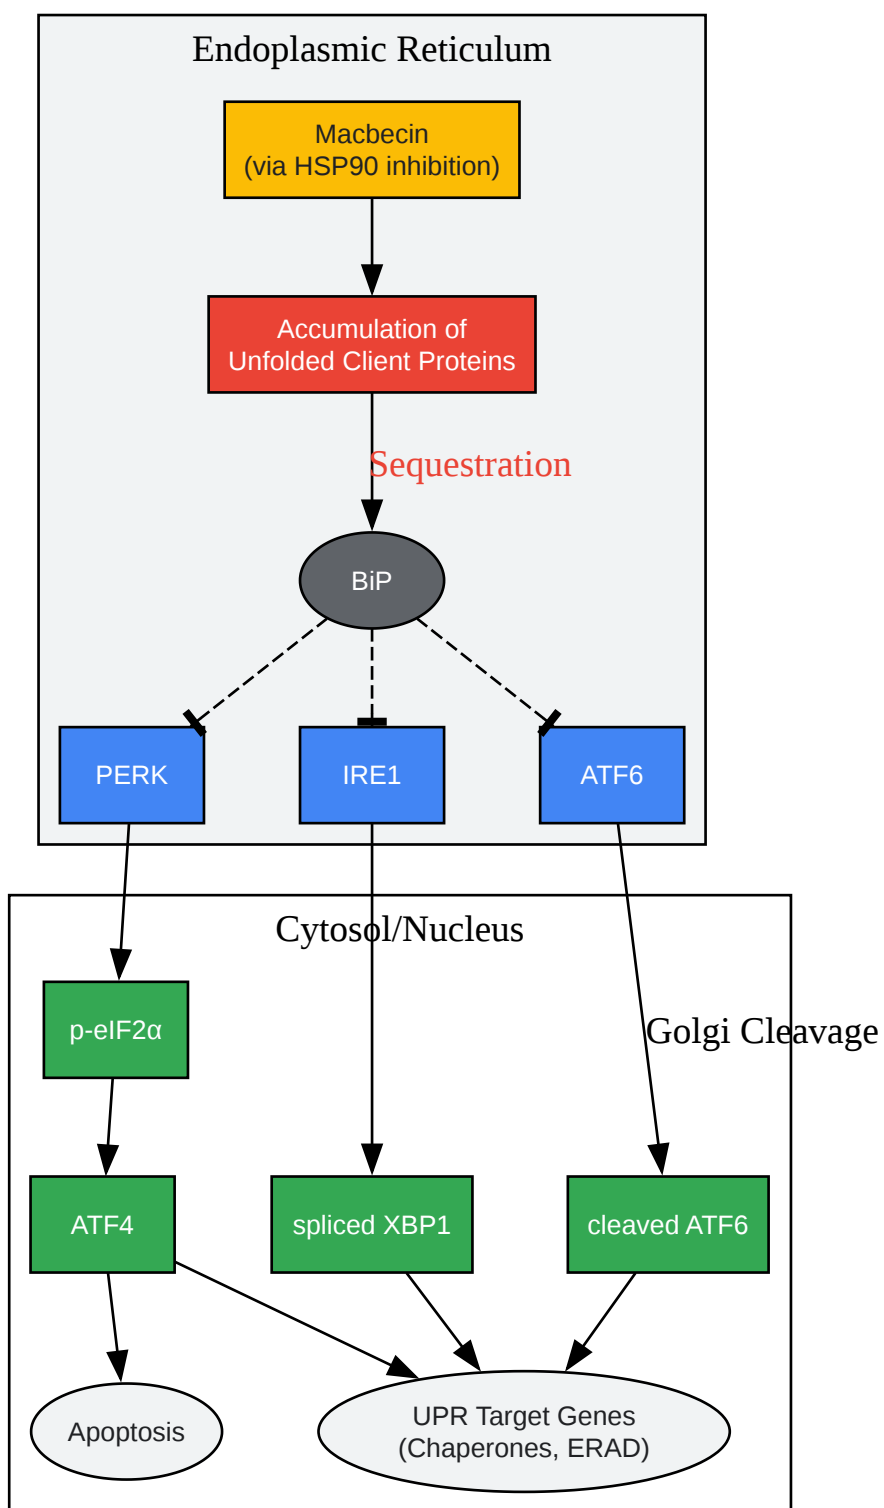 Endoplasmic Reticulum
Macbecin
(via HSP90 inhibition)
Accumulation of
Unfolded Client Proteins
Sequestration
BiP
PERK
IRE1
ATF6
Cytosol/Nucleus
p-eIF2α
Golgi Cleavage
ATF4
spliced XBP1
cleaved ATF6
Apoptosis
UPR Target Genes
(Chaperones, ERAD)